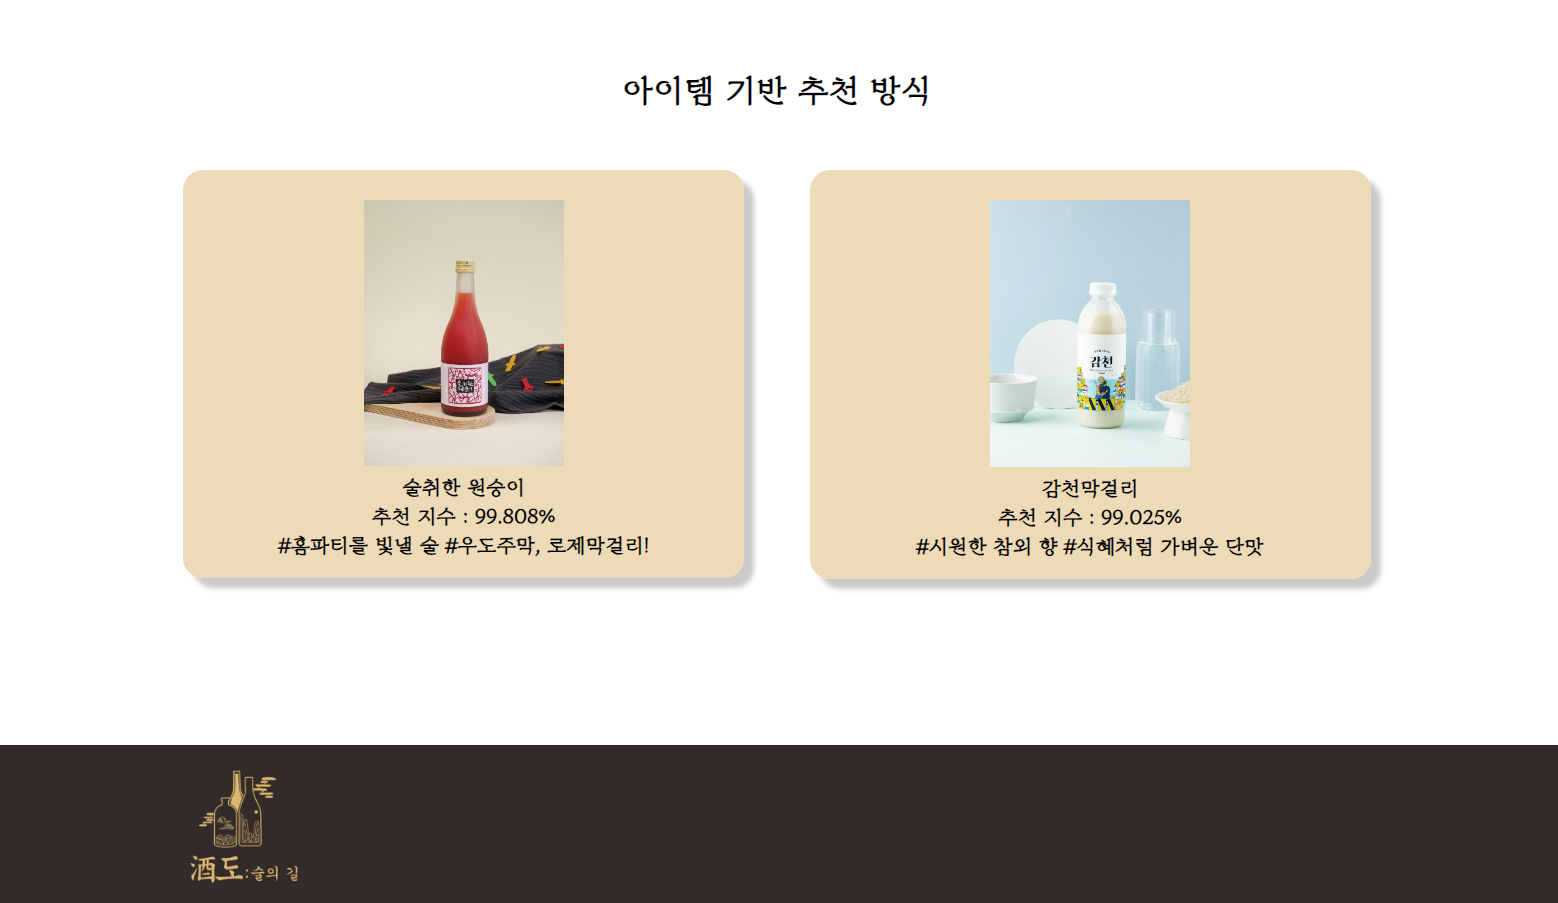 아이템 기반 추천 방식
감천
술취한 원숭이
추천 지수 : 99.808%
#홈파티를 빛낼 술 #우도주막, 로제막걸리!
감천막걸리
추천 지수 : 99.025%
#시원한 참외 향 #식혜처럼 가벼운 단맛
酒도:술의 길